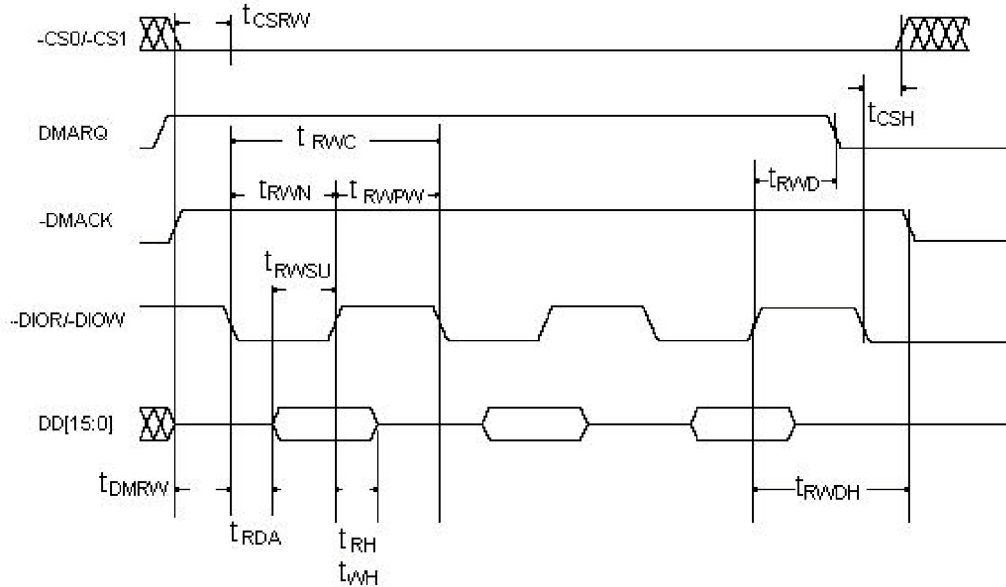 tCSRW
-CS0/-CS1
tCSH
DMARQ
tRWC
tRWD
tRWN
tRWPW
-DMACK
tRWSU
-DIOR/-DIOW
DD[15:0]
tDMRW
tRWDH
tRDA
tRH
tWH